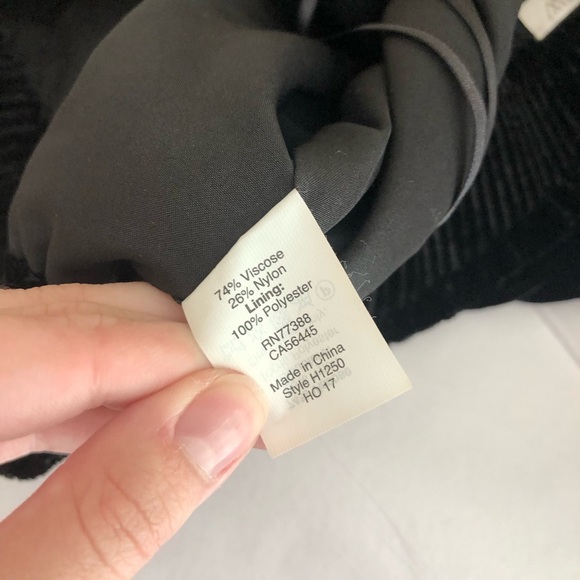 74% Viscose
26% Nylon
Lining:
100% Polyester
RN77388
CA56445
Made in China
Style H1250
HO 17